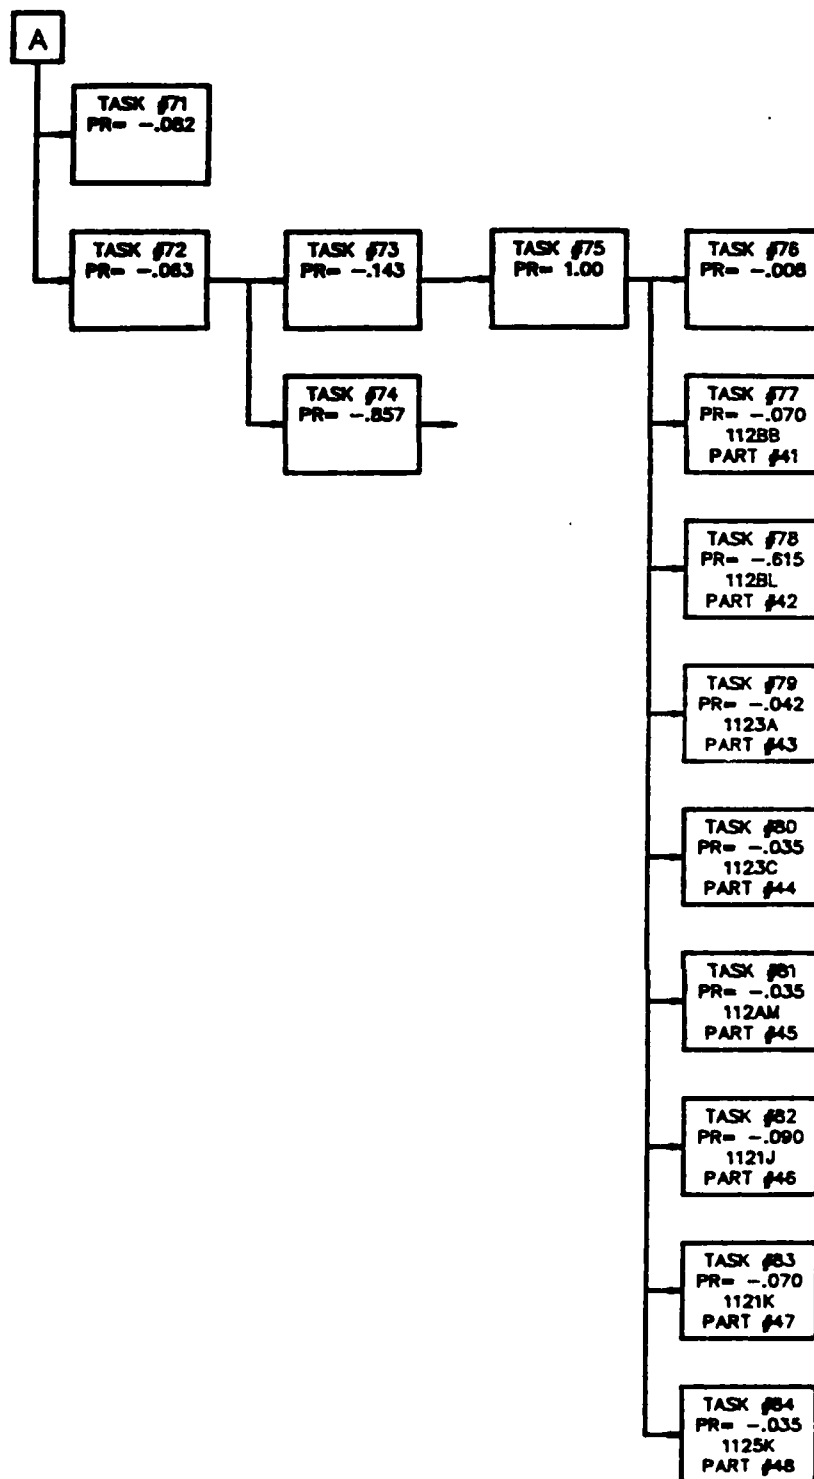 A
TASK #71
PR= -.082
TASK #72
PR= -.063
TASK #73
PR= -.143
TASK #75
PR= 1.00
TASK #76
PR= -.008
TASK #74
PR= -.857
TASK #77
PR= -.070
112BB
PART #41
TASK #78
PR= -.615
112BL
PART #42
TASK #79
PR= -.042
1123A
PART #43
TASK #80
PR= -.035
1123C
PART #44
TASK #81
PR= -.035
112AM
PART #45
TASK #82
PR= -.090
1121J
PART #46
TASK #83
PR= -.070
1121K
PART #47
TASK #84
PR= -.035
1125K
PART #48